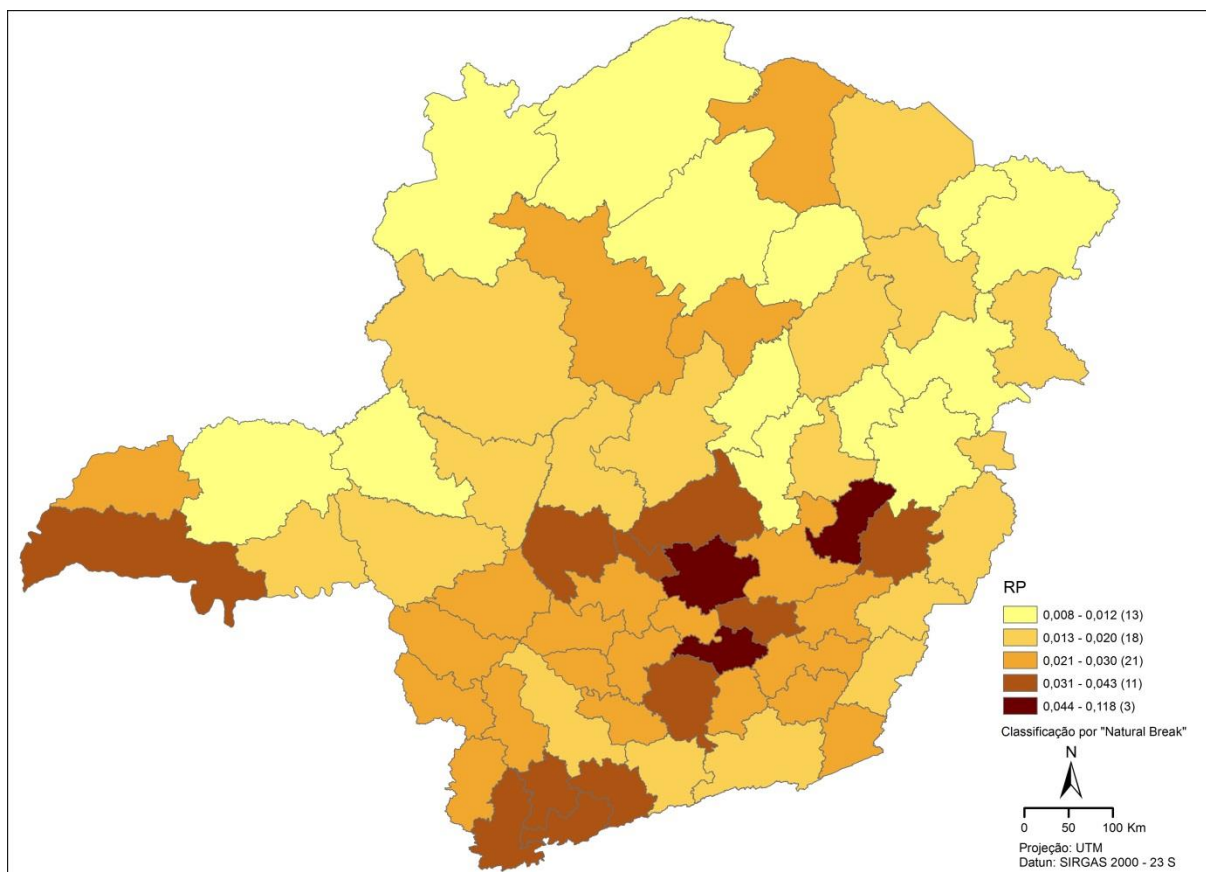 RP
0,008 - 0,012 (13)
0,013 - 0,020 (18)
0,021 - 0,030 (21)
0,031 - 0,043 (11)
0,044 - 0,118 (3)
Classificação por "Natural Break"
N
0 50 100 Km
Projeção: UTM
Datun: SIRGAS 2000 - 23 S